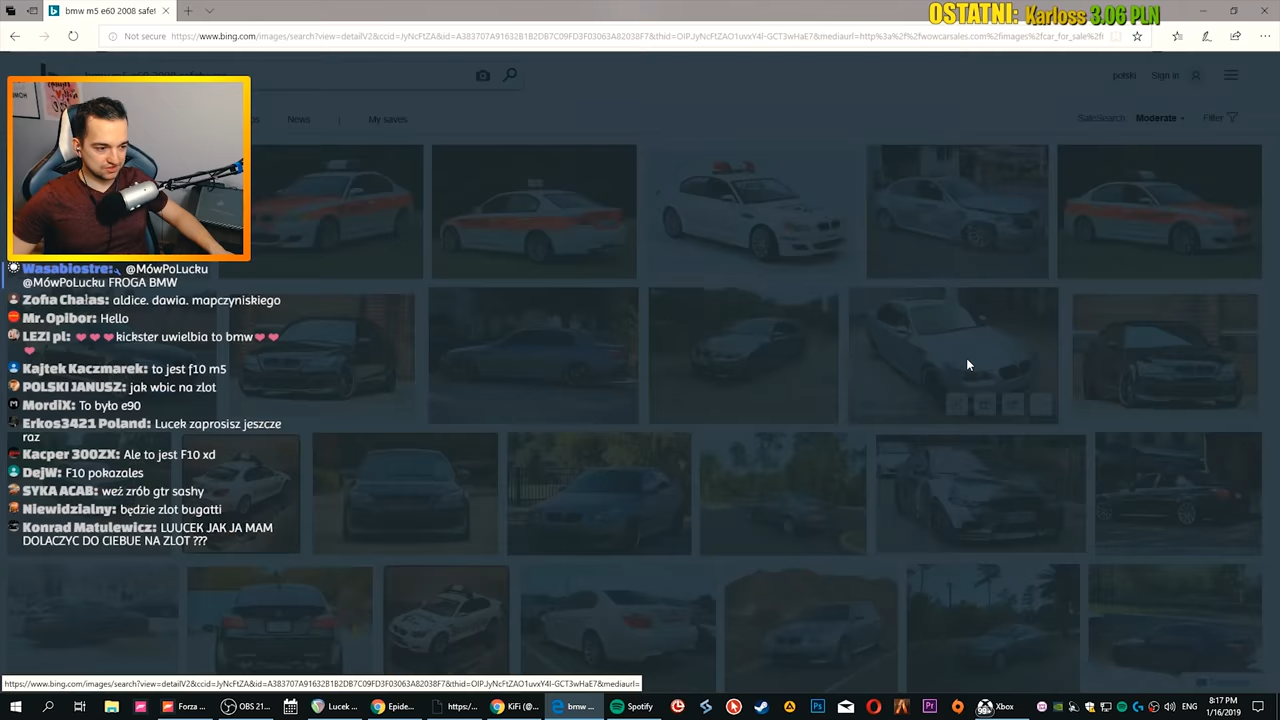 bmw m5 e60 2008 safet
OSTATNI: Karloss 3.06 PLN
Not secure https://www.bing.com/images/search?view=detailV2&ccid=JyNcFtZA&id=A383707A91632B1B2DB7C09FD3F03063A82038F7&thid=OIP.JyNcFtZAO1uvxY4I-GCT3wHaE7&mediaurl=http%3a%2f%2fwowcarsales.com%2fimages%2fcar_for_sale%2f
polski Sign in
News | My saves
SafeSearch Moderate Filter
Wasabiostre: @MówPoLucku
@MówPoLucku FROGA BMW
Zofia Chałas: aldice. dawia. mapczyniskiego
Mr. Opibor: Hello
LEZI pl: kickster uwielbia to bmw
Kajtek Kaczmarek: to jest f10 m5
POLSKI JANUSZ: jak wbic na zlot
MordiX: To było e90
Erkos3421 Poland: Lucek zaprosisz jeszcze
raz
Kacper 300ZX: Ale to jest F10 xd
DejW: F10 pokazales
SYKA ACAB: weź zrób gtr sashy
Niewidzialny: będzie zlot bugatti
Konrad Matulewicz: LUUCEK JAK JA MAM
DOLACZYC DO CIEBUE NA ZLOT ???
https://www.bing.com/images/search?view=detailV2&ccid=JyNcFtZA&id=A383707A91632B1B2DB7C09FD3F03063A82038F7&thid=OIP.JyNcFtZAO1uvxY4I-GCT3wHaE7&mediaurl=
Forza ... OBS 21... Lucek ... Epide... https:/... KiFi (@... bmw ... Spotify Xbox
ENG 8:17 PM
1/16/2019